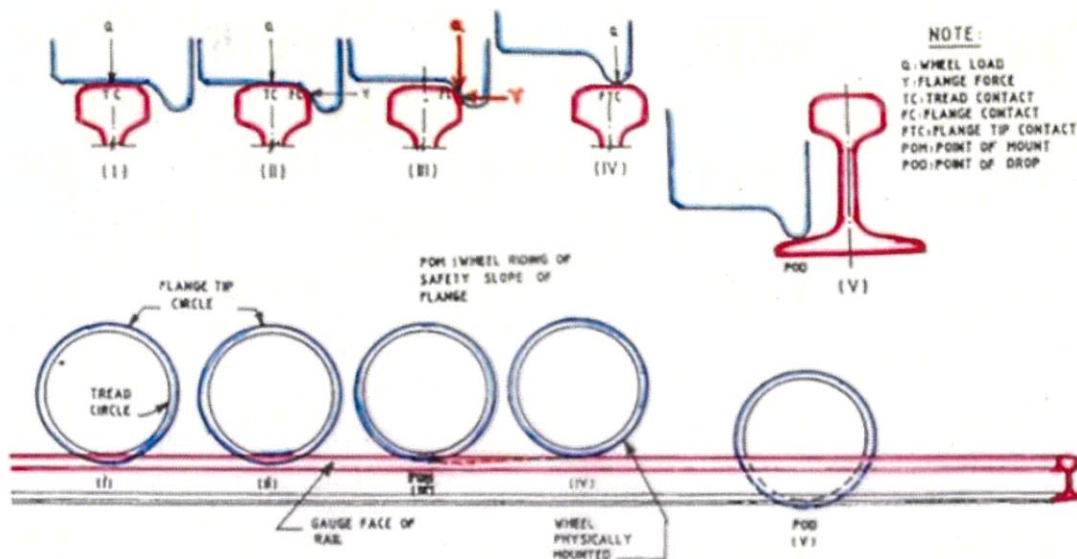 Q
Q
Q
Q
TC
TC
FC
Y
FC
Y
FTC
(I)
(II)
(III)
(IV)
NOTE:
Q:WHEEL LOAD
Y:FLANGE FORCE
TC:TREAD CONTACT
FC:FLANGE CONTACT
FTC:FLANGE TIP CONTACT
POM:POINT OF MOUNT
POD:POINT OF DROP
POD
(V)
POM :WHEEL RIDING OF
SAFETY SLOPE OF
FLANGE
FLANGE TIP
CIRCLE
TREAD
CIRCLE
(I)
(II)
POM
(III)
(IV)
GAUGE FACE OF
RAIL
WHEEL
PHYSICALLY
MOUNTED
POD
(V)